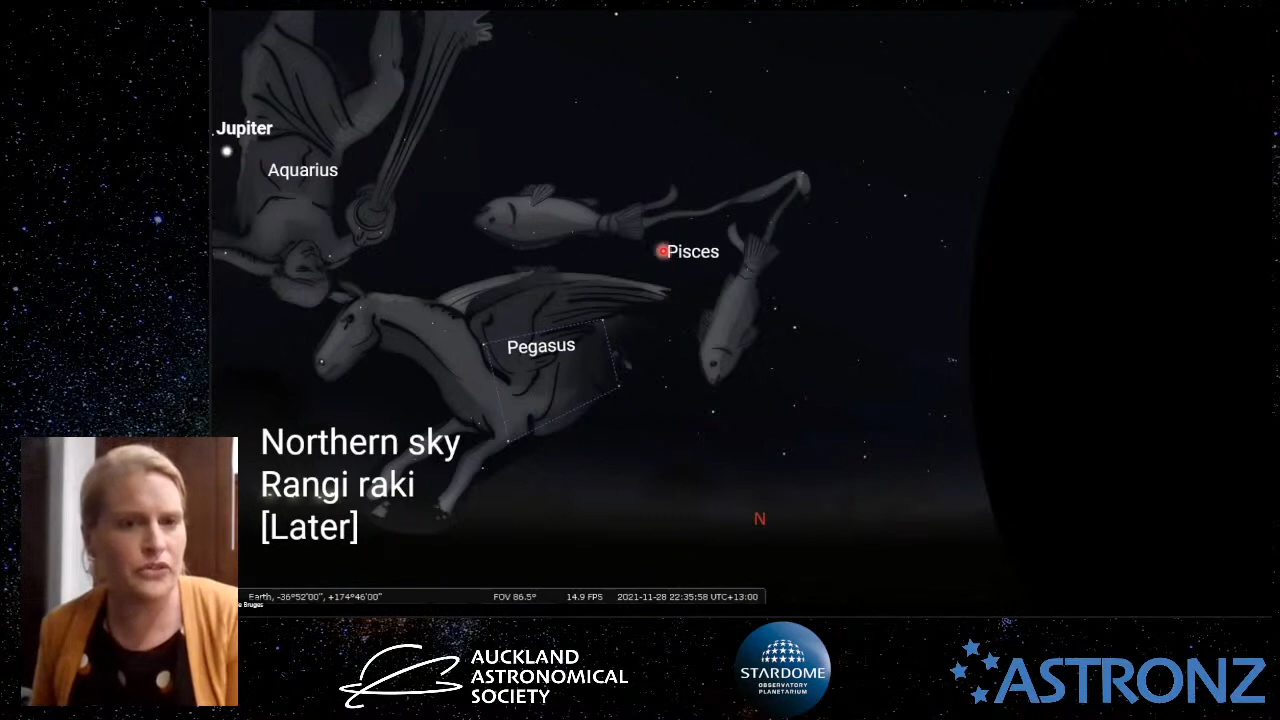 Jupiter
Aquarius
Pisces
Pegasus
Northern sky
Rangi raki
[Later]
N
Earth, -36°52'00", +174°46'00"
FOV 86.5°
14.9 FPS
2021-11-28 22:35:58 UTC+13:00
e Bruges
AUCKLAND
ASTRONOMICAL
SOCIETY
STARDOME
OBSERVATORY
PLANETARIUM
ASTRONZ